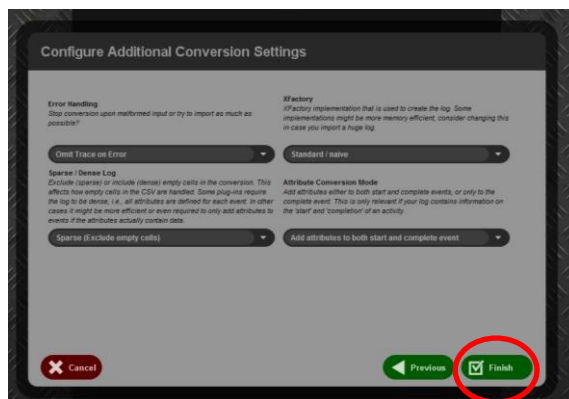 Configure Additional Conversion Settings
Error Handling
Stop conversion upon malformed input or try to import as much as
possible?
Omit Trace on Error
Sparse / Dense Log
Exclude (sparse) or include (dense) empty cells in the conversion. This
affects how empty cells in the CSV are handled. Some plug-ins require
the log to be dense, i.e., all attributes are defined for each event. In other
cases it might be more efficient or even required to only add attributes to
events if the attributes actually contain data.
Sparse (Exclude empty cells)
XFactory
XFactory implementation that is used to create the log. Some
implementations might be more memory efficient, consider changing this
in case you import a huge log.
Standard / naive
Attribute Conversion Mode
Add attributes either to both start and complete events, or only to the
complete event. This is only relevant if your log contains information on
the 'start' and 'completion' of an activity.
Add attributes to both start and complete event
Cancel
Previous
Finish